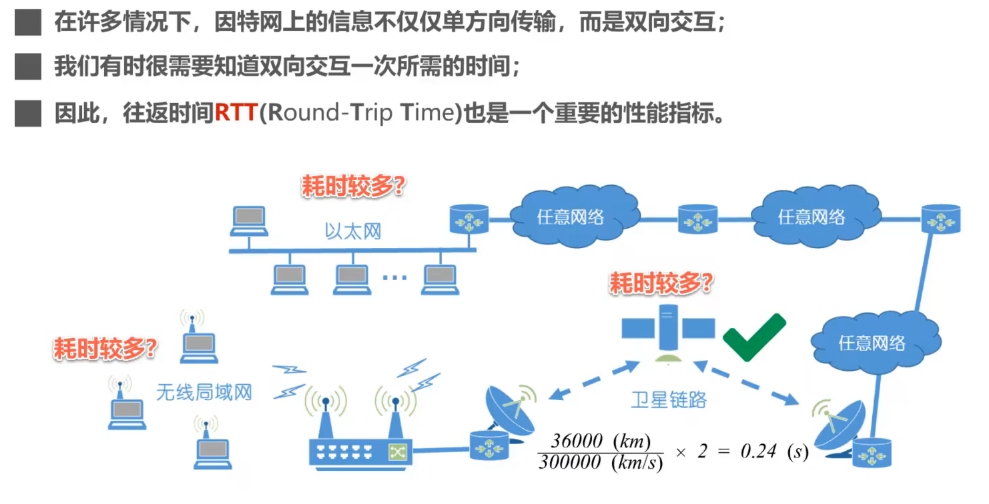 在许多情况下，因特网上的信息不仅仅单方向传输，而是双向交互；
我们有时很需要知道双向交互一次所需的时间；
因此，往返时间RTT(Round-Trip Time)也是一个重要的性能指标。
耗时较多?
以太网
任意网络
任意网络
耗时较多?
耗时较多?
任意网络
无线局域网
卫星链路
36000 (km)
300000 (km/s)
× 2 = 0.24 (s)